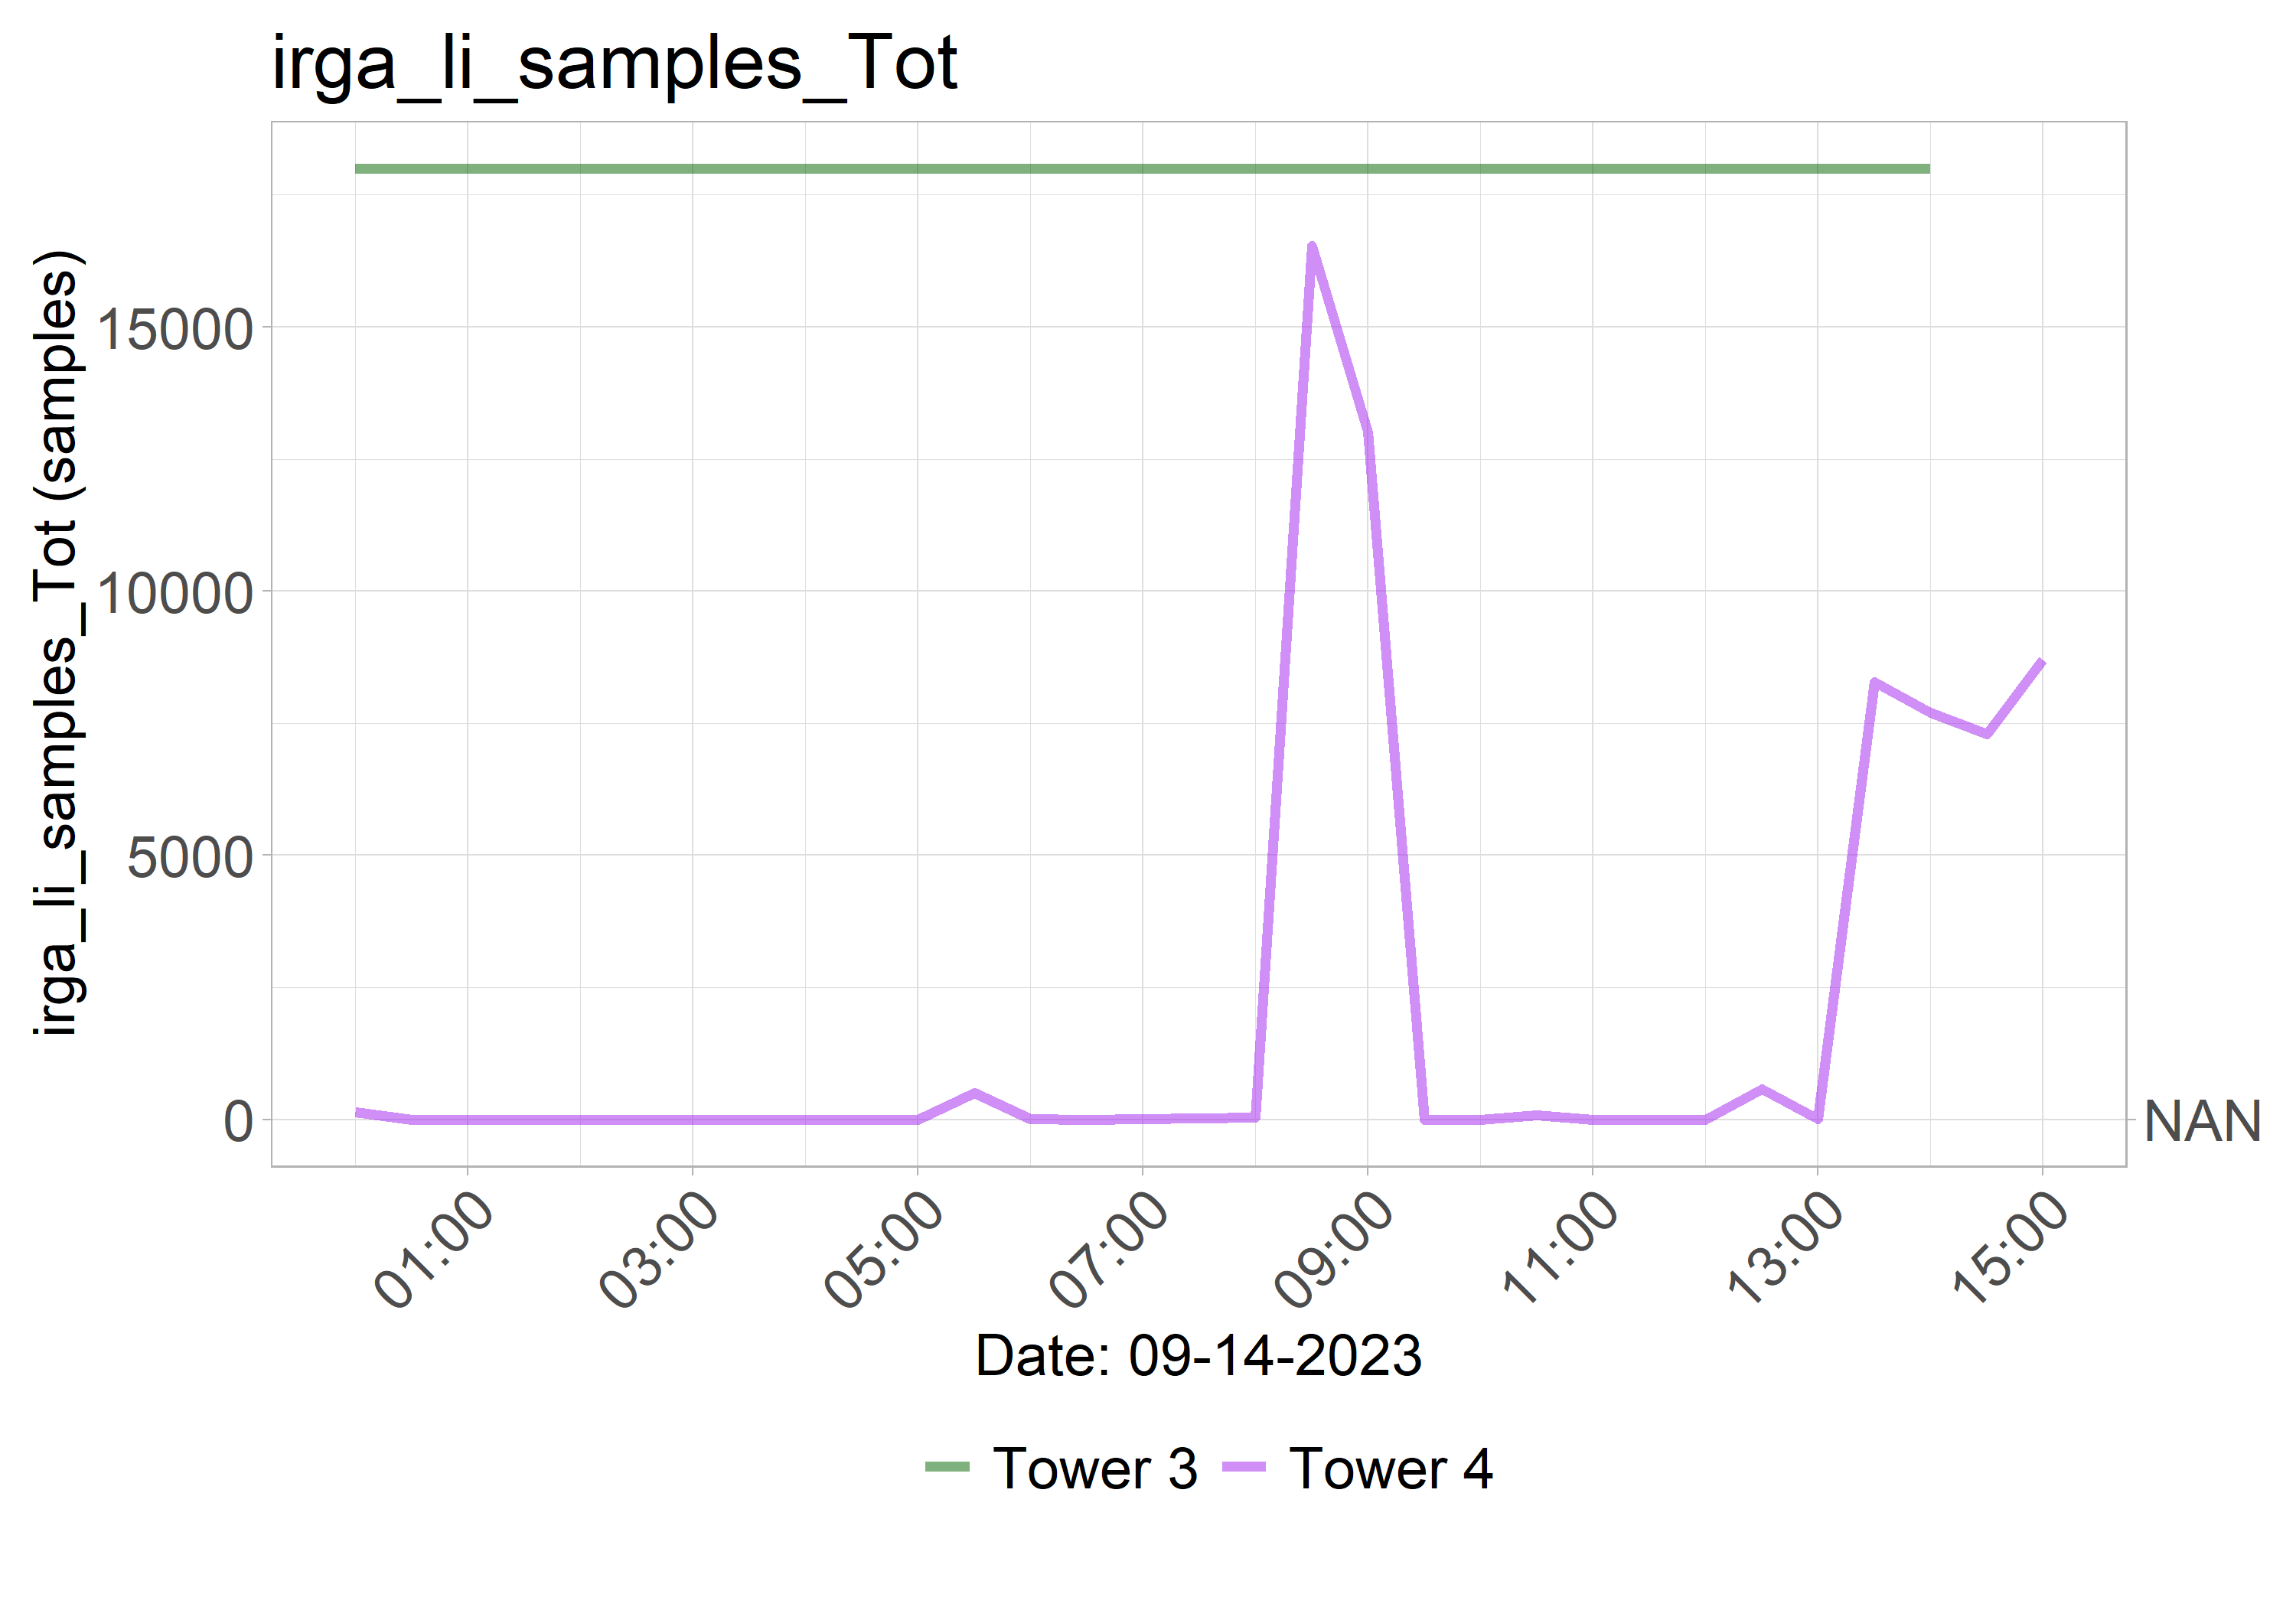 irga_li_samples_Tot
irga_li_samples_Tot (samples)
15000
10000
5000
0
NAN
01:00
03:00
05:00
07:00
09:00
11:00
13:00
15:00
Date: 09-14-2023
Tower 3
Tower 4